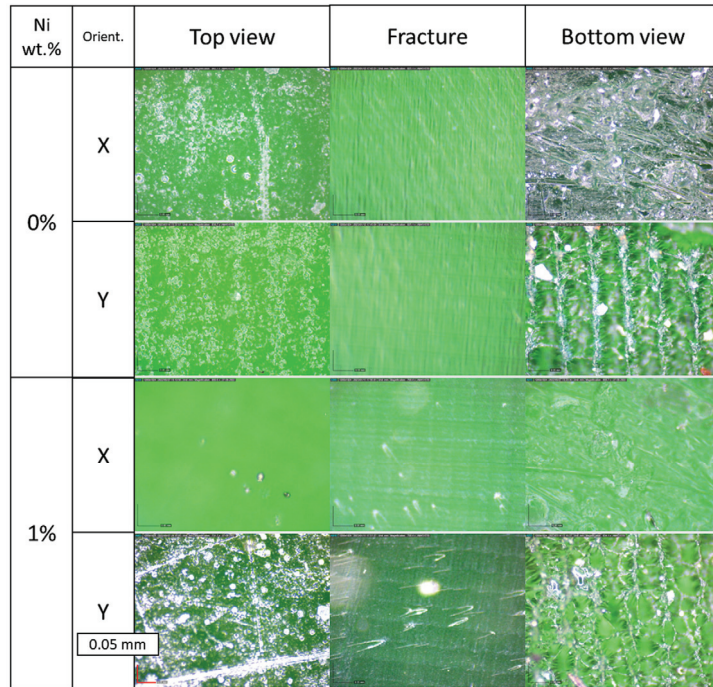 Ni
wt.%
Orient.
Top view
Fracture
Bottom view
0%
X
Y
1%
X
Y
0.05 mm